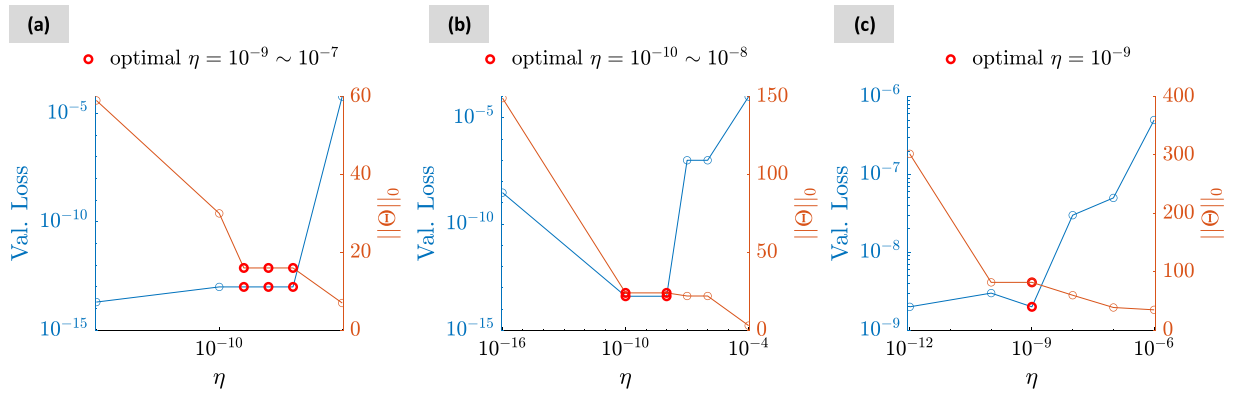 (a) (b) (c)
optimal η = 10⁻⁹ ∼ 10⁻⁷
optimal η = 10⁻¹⁰ ∼ 10⁻⁸
optimal η = 10⁻⁹
10⁻⁵
10⁻¹⁰
10⁻¹⁵
Val. Loss
60
40
20
0
||Θ||₀
10⁻¹⁰
η
10⁻⁵
10⁻¹⁰
10⁻¹⁵
Val. Loss
150
100
50
0
||Θ||₀
10⁻¹⁶ 10⁻¹⁰ 10⁻⁴
η
10⁻⁶
10⁻⁷
10⁻⁸
10⁻⁹
Val. Loss
400
300
200
100
0
||Θ||₀
10⁻¹² 10⁻⁹ 10⁻⁶
η